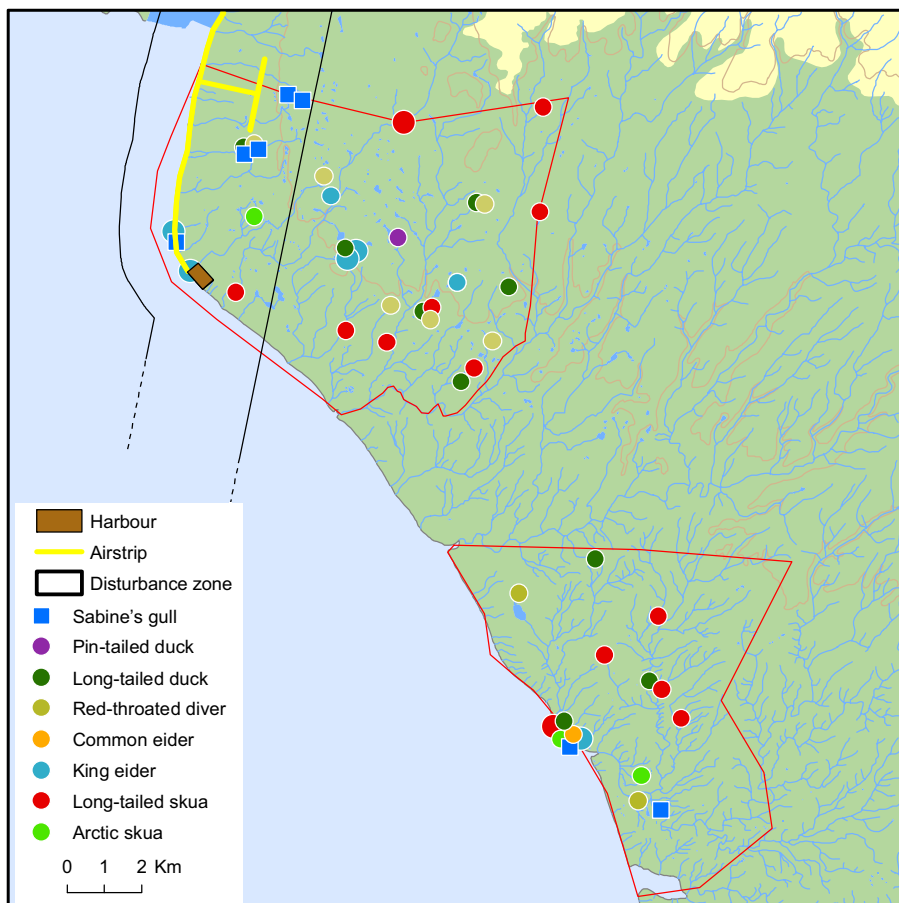 Harbour
Airstrip
Disturbance zone
Sabine's gull
Pin-tailed duck
Long-tailed duck
Red-throated diver
Common eider
King eider
Long-tailed skua
Arctic skua
0 1 2 Km